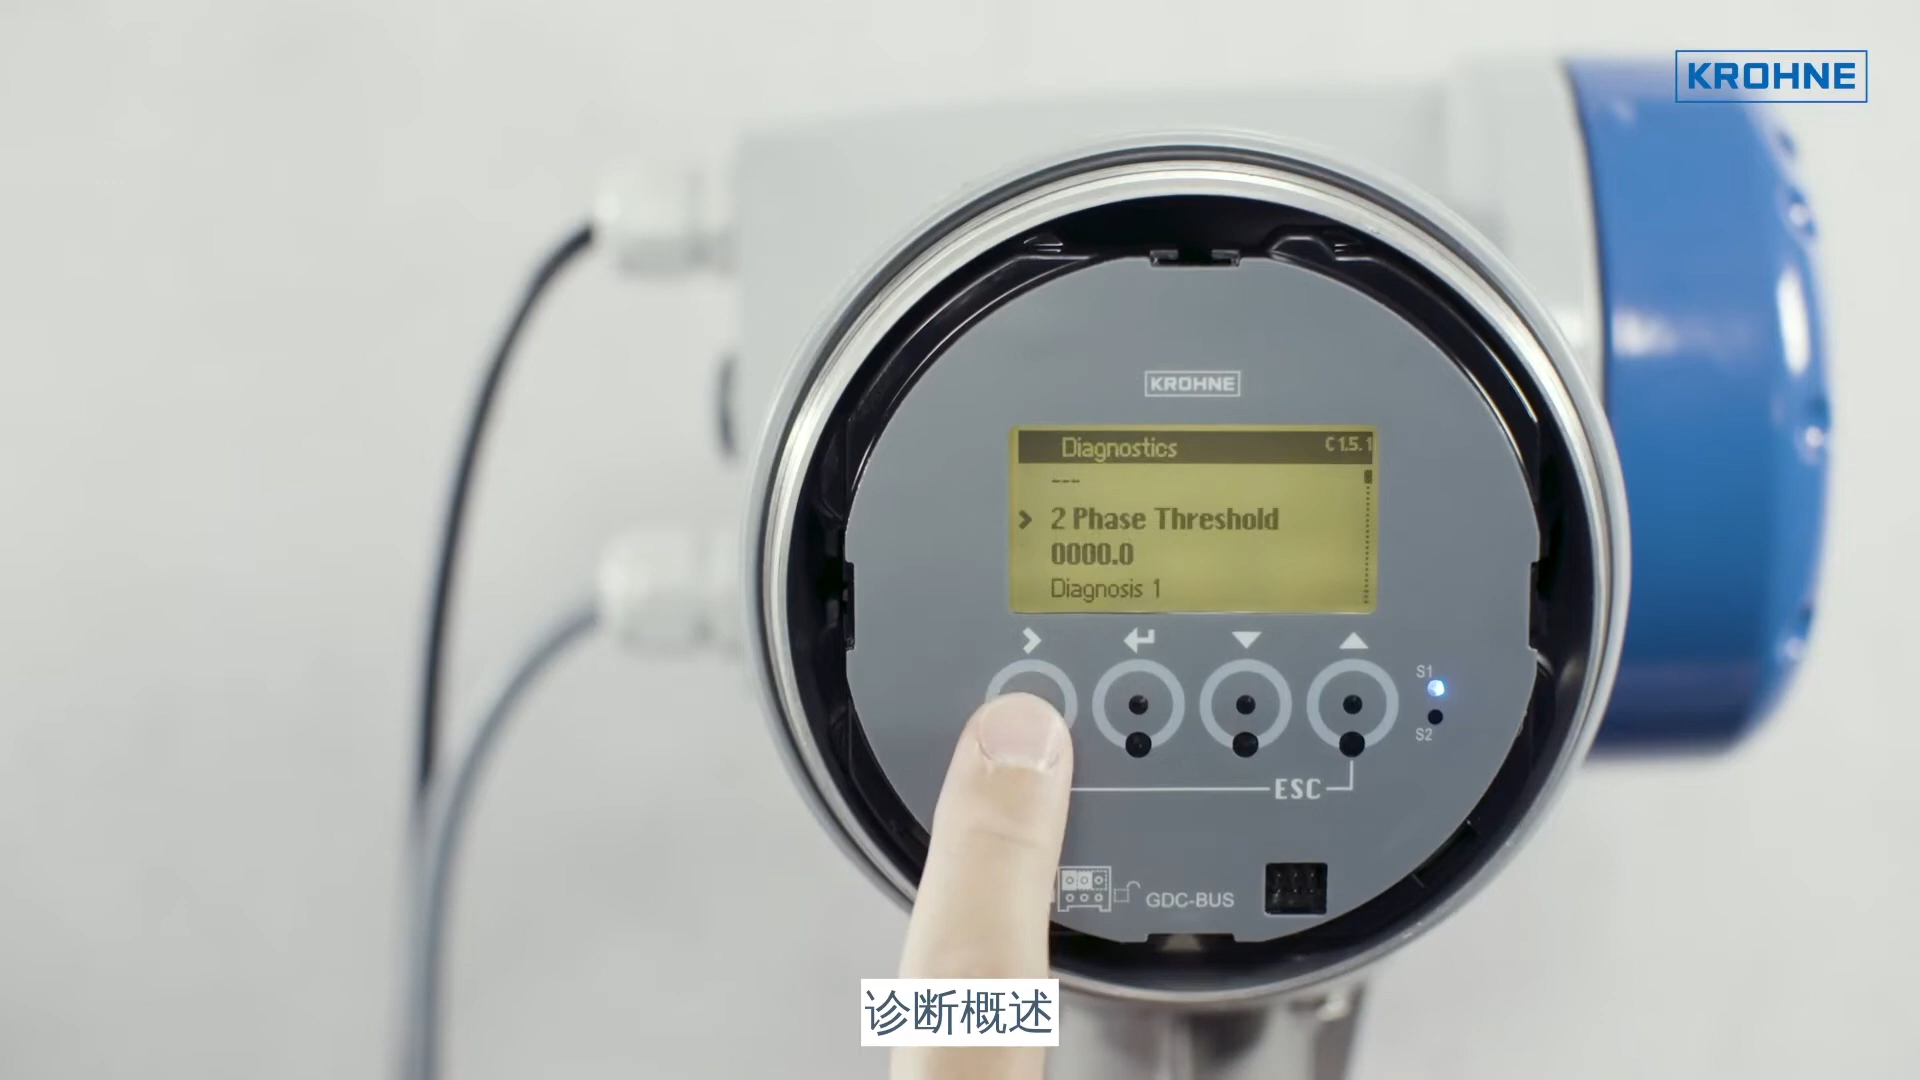 KROHNE
KROHNE
Diagnostics C 1.5. 1
---
> 2 Phase Threshold
0000.0
Diagnosis 1
S1
S2
ESC
GDC-BUS
诊断概述